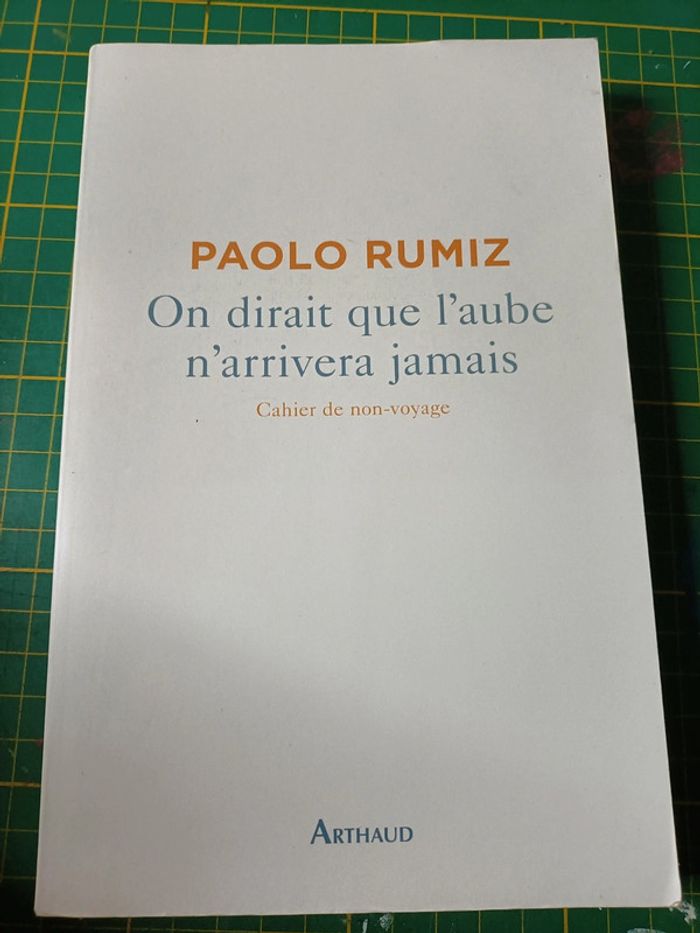 PAOLO RUMIZ
On dirait que l'aube
n'arrivera jamais
Cahier de non-voyage
ARTHAUD